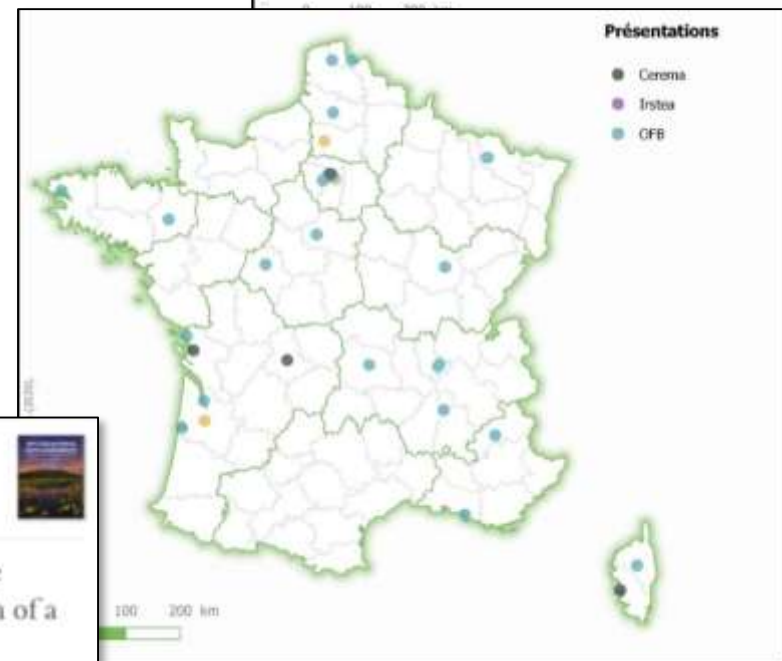 Présentations
Cerema
Irstea
OFB
100 200 km
of a